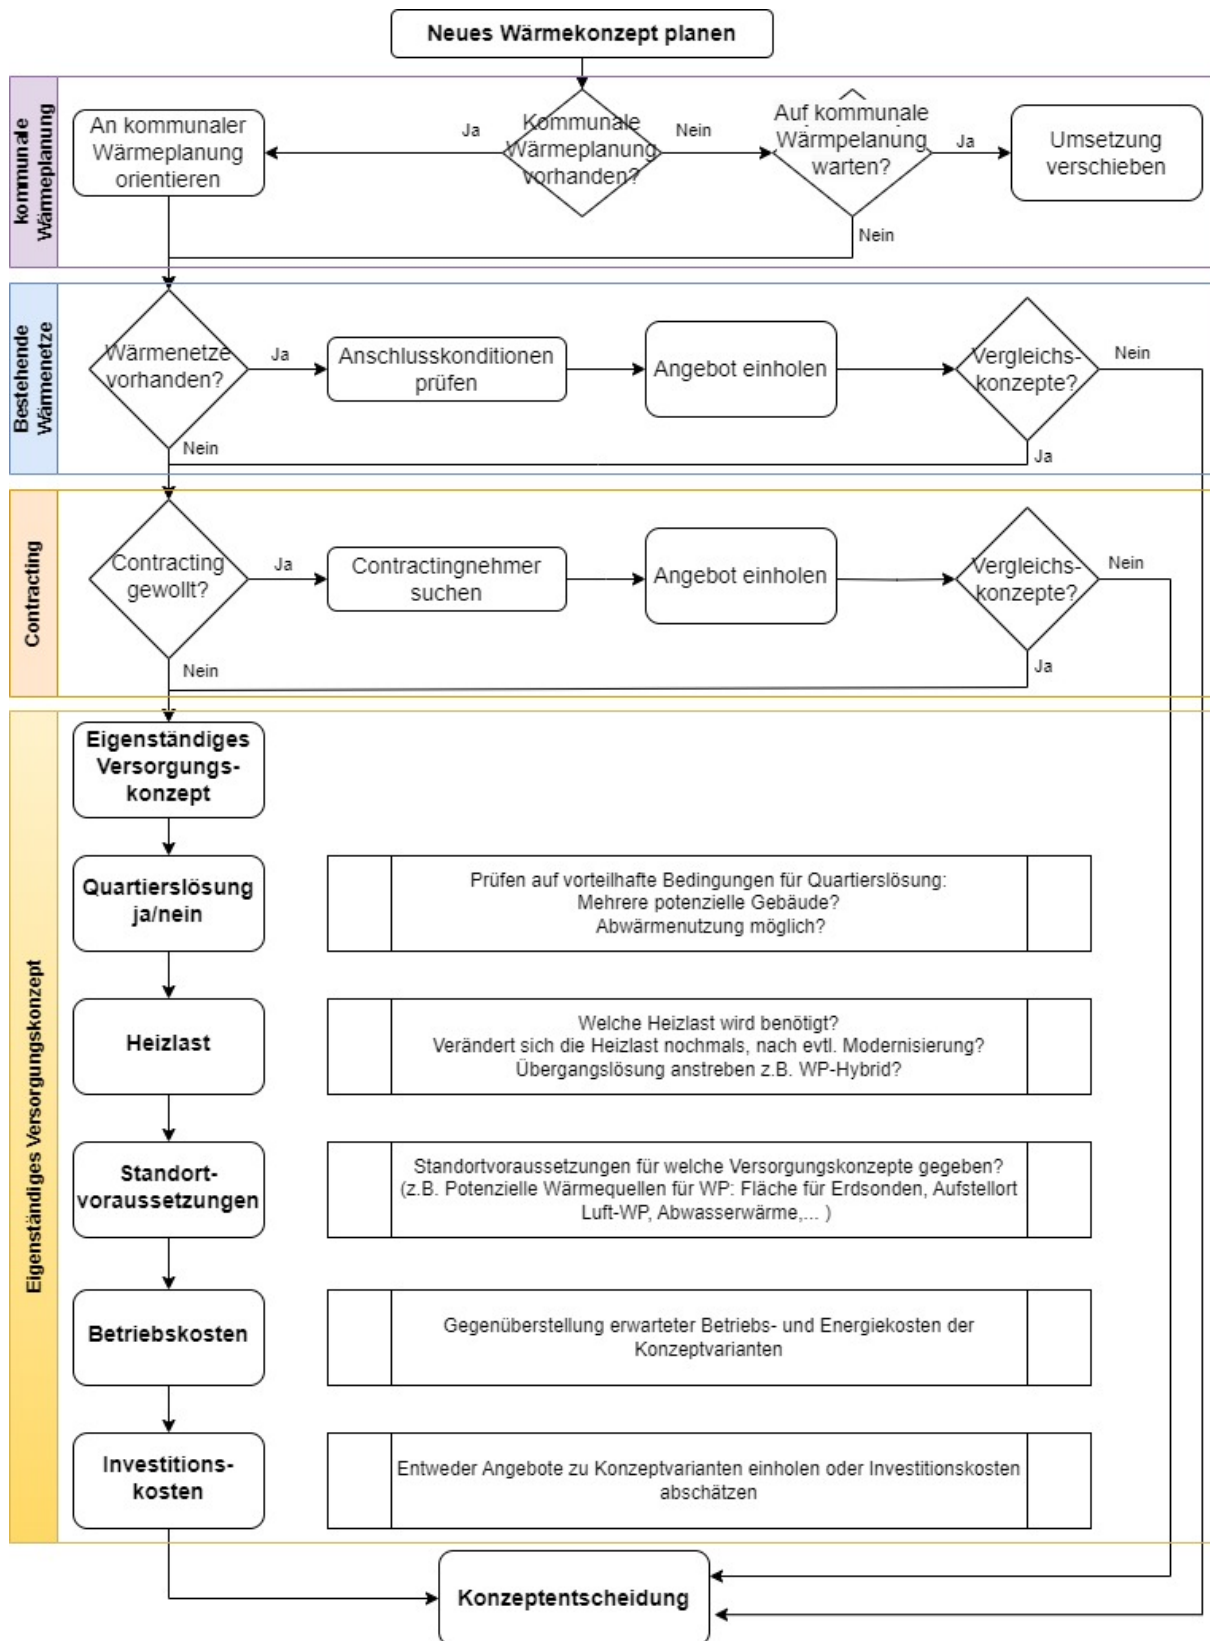 Neues Wärmekonzept planen
kommunale
Wärmeplanung
An kommunaler
Wärmeplanung
orientieren
Ja
Kommunale
Wärmeplanung
vorhanden?
Nein
Auf kommunale
Wärmpelanung
warten?
Ja
Umsetzung
verschieben
Nein
Bestehende
Wärmenetze
Wärmenetze
vorhanden?
Ja
Anschlusskonditionen
prüfen
Angebot einholen
Vergleichs-
konzepte?
Nein
Nein
Ja
Contracting
Contracting
gewollt?
Ja
Contractingnehmer
suchen
Angebot einholen
Vergleichs-
konzepte?
Nein
Nein
Ja
Eigenständiges Versorgungskonzept
Eigenständiges
Versorgungs-
konzept
Quartierslösung
ja/nein
Prüfen auf vorteilhafte Bedingungen für Quartierslösung:
Mehrere potenzielle Gebäude?
Abwärmenutzung möglich?
Heizlast
Welche Heizlast wird benötigt?
Verändert sich die Heizlast nochmals, nach evtl. Modernisierung?
Übergangslösung anstreben z.B. WP-Hybrid?
Standort-
voraussetzungen
Standortvoraussetzungen für welche Versorgungskonzepte gegeben?
(z.B. Potenzielle Wärmequellen für WP: Fläche für Erdsonden, Aufstellort
Luft-WP, Abwasserwärme,... )
Betriebskosten
Gegenüberstellung erwarteter Betriebs- und Energiekosten der
Konzeptvarianten
Investitions-
kosten
Entweder Angebote zu Konzeptvarianten einholen oder Investitionskosten
abschätzen
Konzeptentscheidung